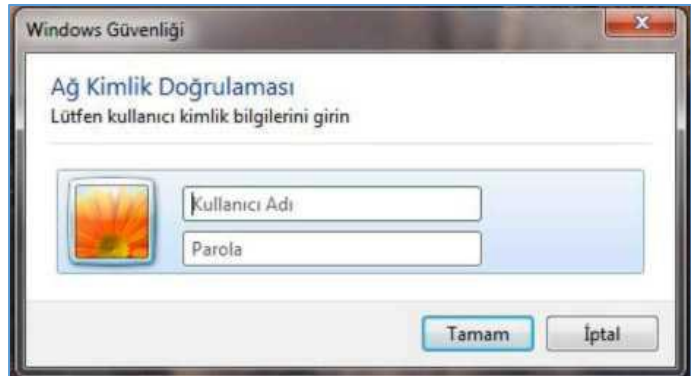 Windows Güvenliği
Ağ Kimlik Doğrulaması
Lütfen kullanıcı kimlik bilgilerini girin
Kullanıcı Adı
Parola
Tamam
İptal